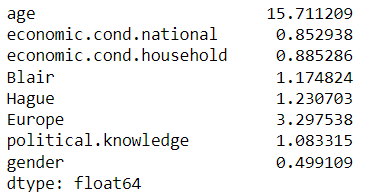 age 15.711209
economic.cond.national 0.852938
economic.cond.household 0.885286
Blair 1.174824
Hague 1.230703
Europe 3.297538
political.knowledge 1.083315
gender 0.499109
dtype: float64